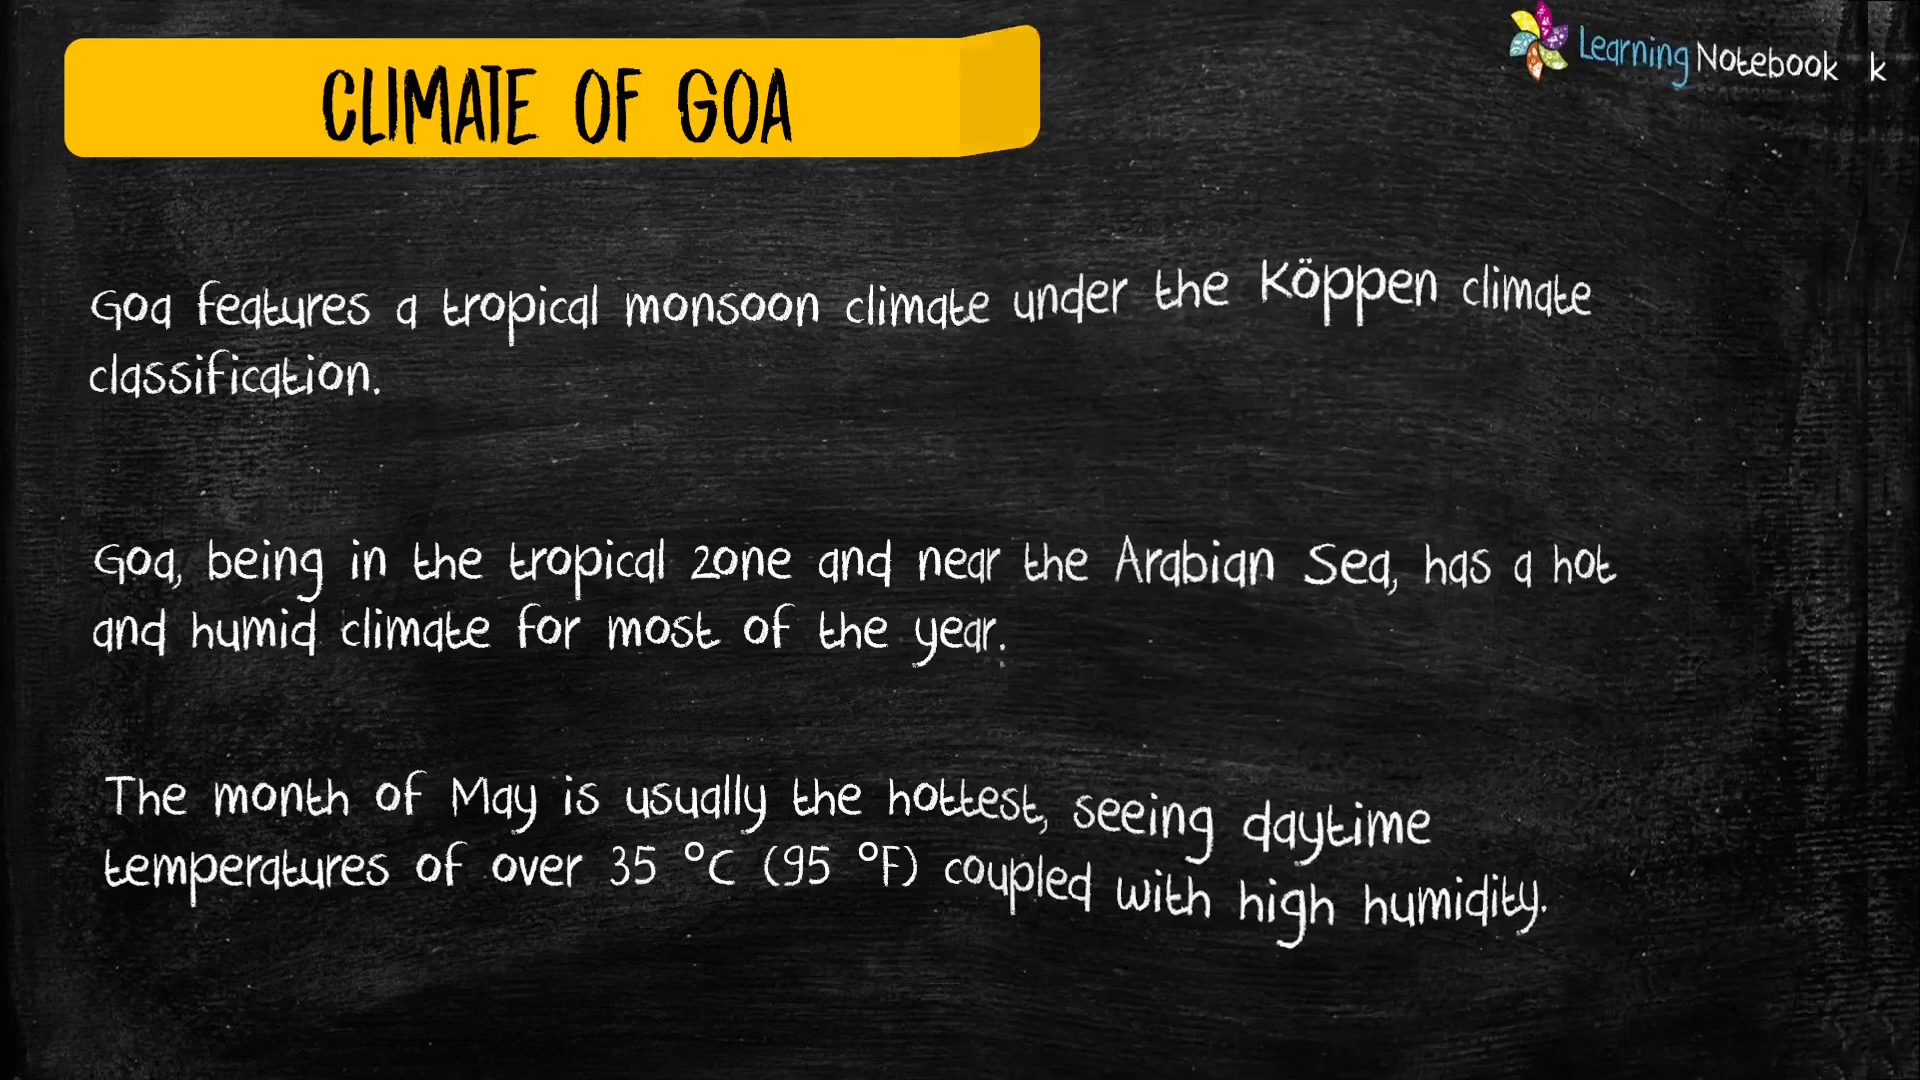 CLIMATE OF GOA
Learning Notebook k
Goa features a tropical monsoon climate under the Köppen climate
classification.
Goa, being in the tropical zone and near the Arabian Sea, has a hot
and humid climate for most of the year.
The month of May is usually the hottest, seeing daytime
temperatures of over 35 °C (95 °F) coupled with high humidity.